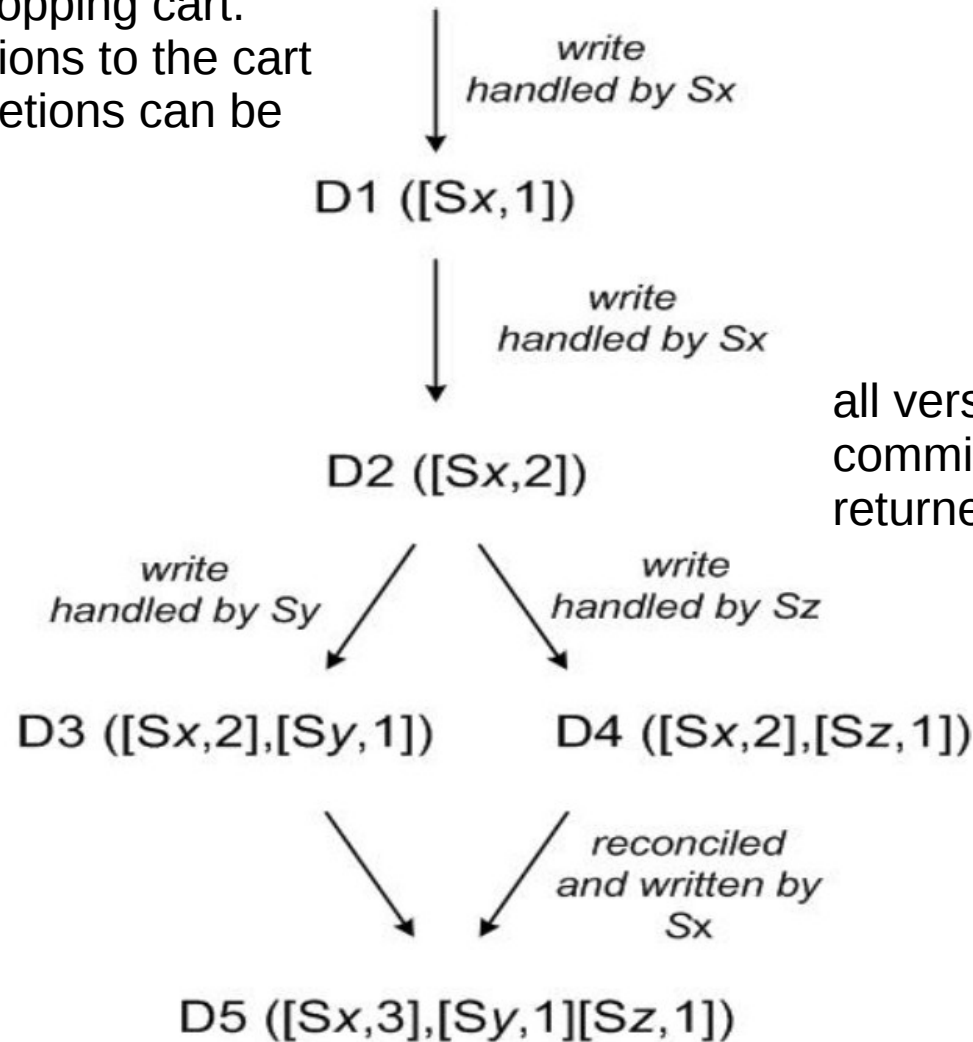 opping cart.
ions to the cart
etions can be
write
handled by Sx
D1 ([Sx,1])
write
handled by Sx
all vers
commi
returne
D2 ([Sx,2])
write
handled by Sy
write
handled by Sz
D3 ([Sx,2],[Sy,1])
D4 ([Sx,2],[Sz,1])
reconciled
and written by
Sx
D5 ([Sx,3],[Sy,1][Sz,1])